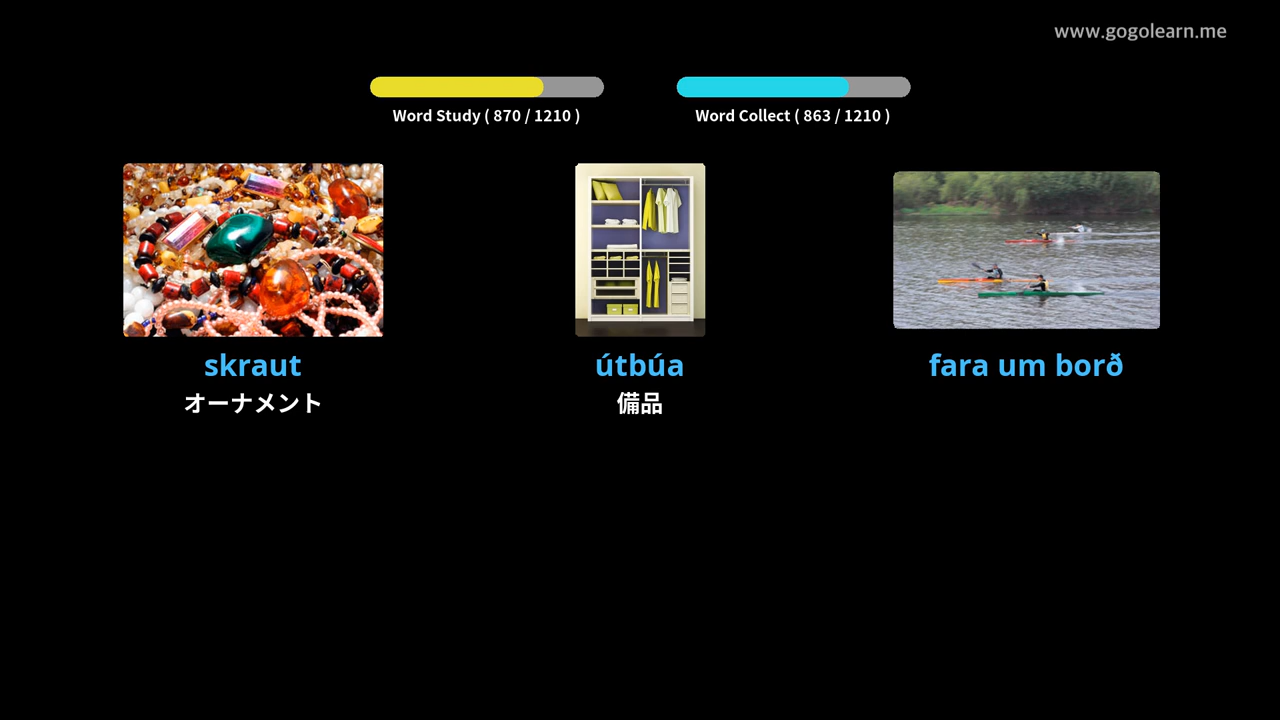 www.gogolearn.me
Word Study ( 870 / 1210 )
Word Collect ( 863 / 1210 )
skraut
útbúa
fara um borð
オーナメント
備品